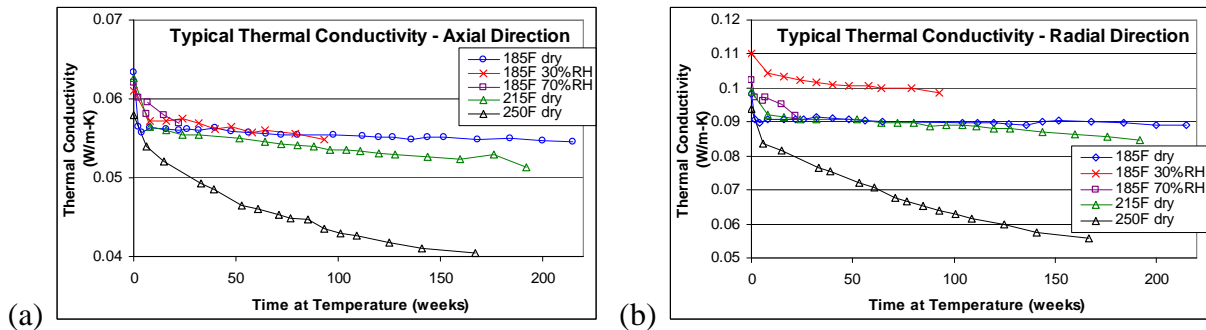 Typical Thermal Conductivity - Axial Direction
185F dry
185F 30%RH
185F 70%RH
215F dry
250F dry
Thermal Conductivity
(W/m-K)
0.07
0.06
0.05
0.04
0
50
100
150
200
Time at Temperature (weeks)
(a)
Typical Thermal Conductivity - Radial Direction
185F dry
185F 30%RH
185F 70%RH
215F dry
250F dry
Thermal Conductivity
(W/m-K)
0.12
0.11
0.1
0.09
0.08
0.07
0.06
0.05
0
50
100
150
200
Time at Temperature (weeks)
(b)